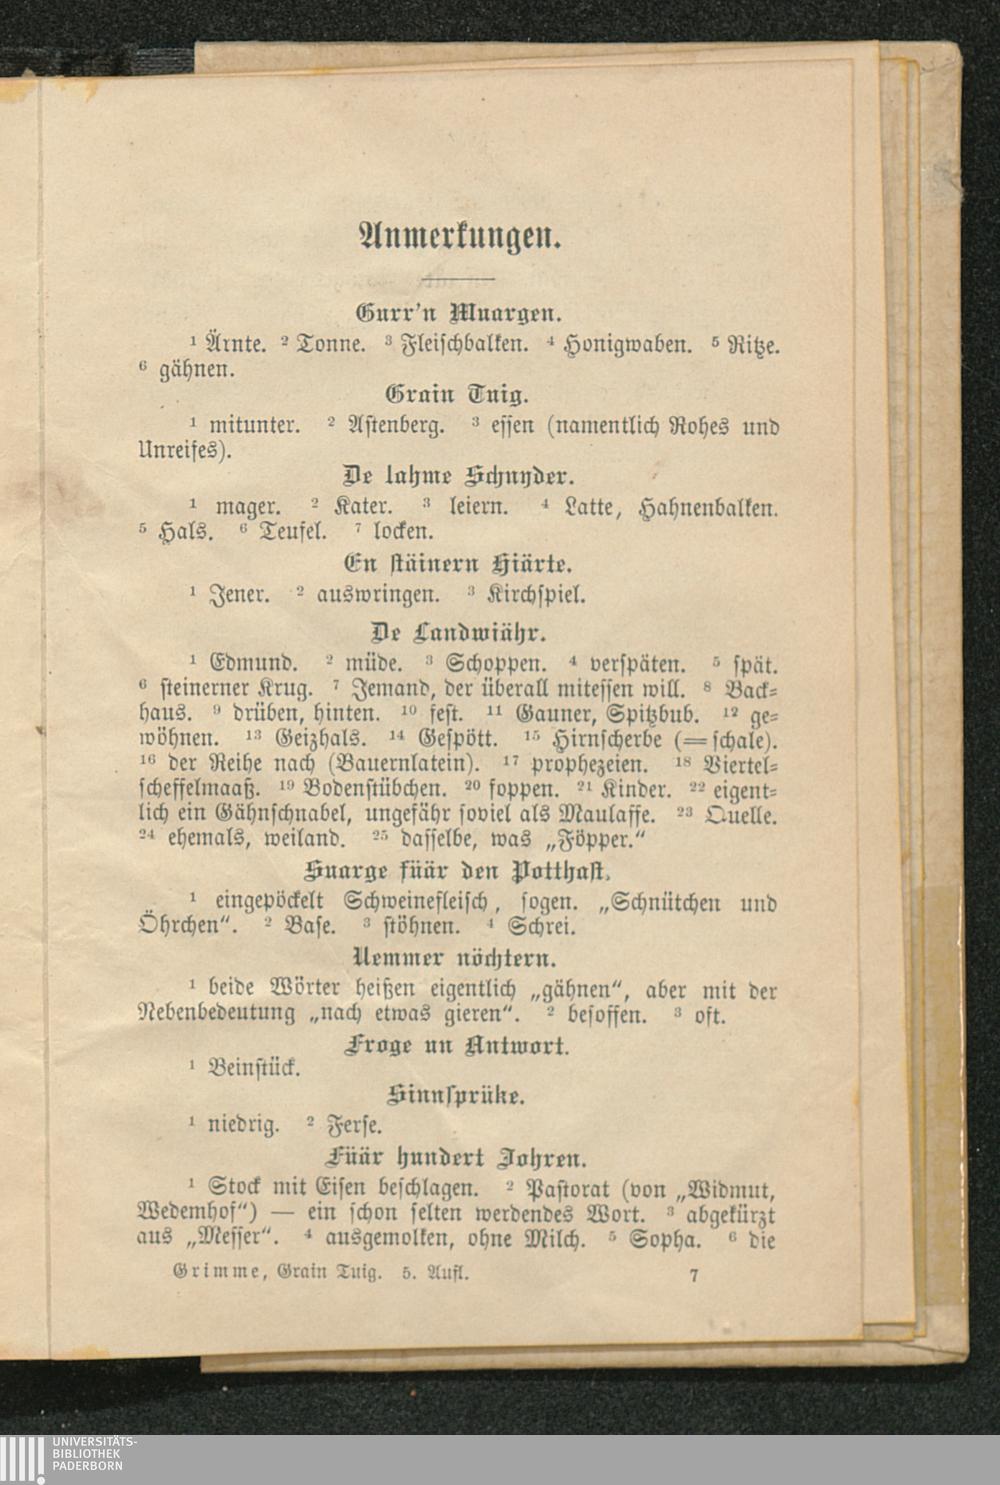 Anmerkungen.
Gurr'n Muargen.
¹ Ärnte. ² Tonne. ³ Fleischbalken. ⁴ Honigwaben. ⁵ Ritze.
⁶ gähnen.
Grain Tuig.
¹ mitunter. ² Astenberg. ³ essen (namentlich Rohes und
Unreifes).
De lahme Schnyder.
¹ mager. ² Kater. ³ leiern. ⁴ Latte, Hahnenbalken.
⁵ Hals. ⁶ Teufel. ⁷ locken.
En stäinern Hiärte.
¹ Jener. ² auswringen. ³ Kirchspiel.
De Landwiähr.
¹ Edmund. ² müde. ³ Schoppen. ⁴ verspäten. ⁵ spät.
⁶ steinerner Krug. ⁷ Jemand, der überall mitessen will. ⁸ Back-
haus. ⁹ drüben, hinten. ¹⁰ fest. ¹¹ Gauner, Spitzbub. ¹² ge-
wöhnen. ¹³ Geizhals. ¹⁴ Gespött. ¹⁵ Hirnscherbe (=schale).
¹⁶ der Reihe nach (Bauernlatein). ¹⁷ prophezeien. ¹⁸ Viertel-
scheffelmaaß. ¹⁹ Bodenstübchen. ²⁰ foppen. ²¹ Kinder. ²² eigent-
lich ein Gähnschnabel, ungefähr soviel als Maulaffe. ²³ Quelle.
²⁴ ehemals, weiland. ²⁵ dasselbe, was „Föpper.“
Suarge füär den Potthast.
¹ eingepöckelt Schweinefleisch, sogen. „Schnütchen und
Öhrchen“. ² Base. ³ stöhnen. ⁴ Schrei.
Uemmer nöchtern.
¹ beide Wörter heißen eigentlich „gähnen“, aber mit der
Nebenbedeutung „nach etwas gieren“. ² besoffen. ³ oft.
Froge un Antwort.
¹ Beinstück.
Sinnsprüke.
¹ niedrig. ² Ferse.
Füär hundert Johren.
¹ Stock mit Eisen beschlagen. ² Pastorat (von „Widmut,
Wedemhof“) — ein schon selten werdendes Wort. ³ abgekürzt
aus „Messer“. ⁴ ausgemolken, ohne Milch. ⁵ Sopha. ⁶ die
Grimme, Grain Tuig. 5. Aufl. 7
UNIVERSITÄTS-
BIBLIOTHEK
PADERBORN